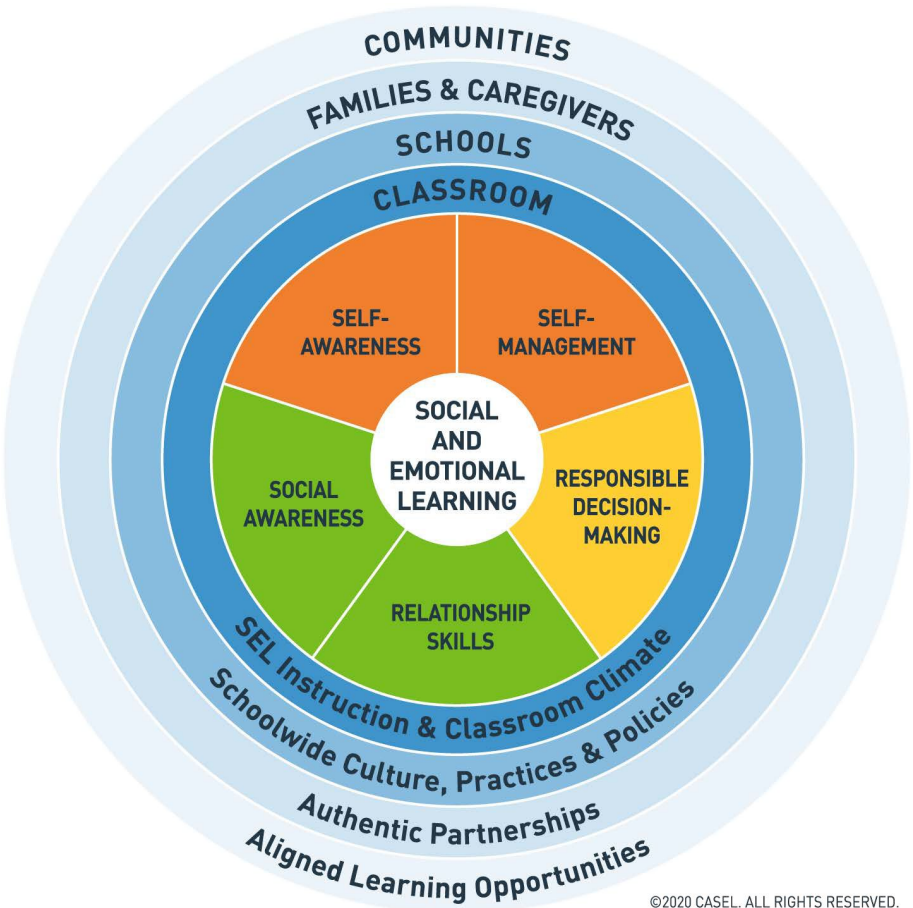 COMMUNITIES
FAMILIES & CAREGIVERS
SCHOOLS
CLASSROOM
SELF-
AWARENESS
SELF-
MANAGEMENT
SOCIAL
AND
EMOTIONAL
LEARNING
SOCIAL
AWARENESS
RESPONSIBLE
DECISION-
MAKING
RELATIONSHIP
SKILLS
SEL Instruction & Classroom Climate
Schoolwide Culture, Practices & Policies
Authentic Partnerships
Aligned Learning Opportunities
©2020 CASEL. ALL RIGHTS RESERVED.